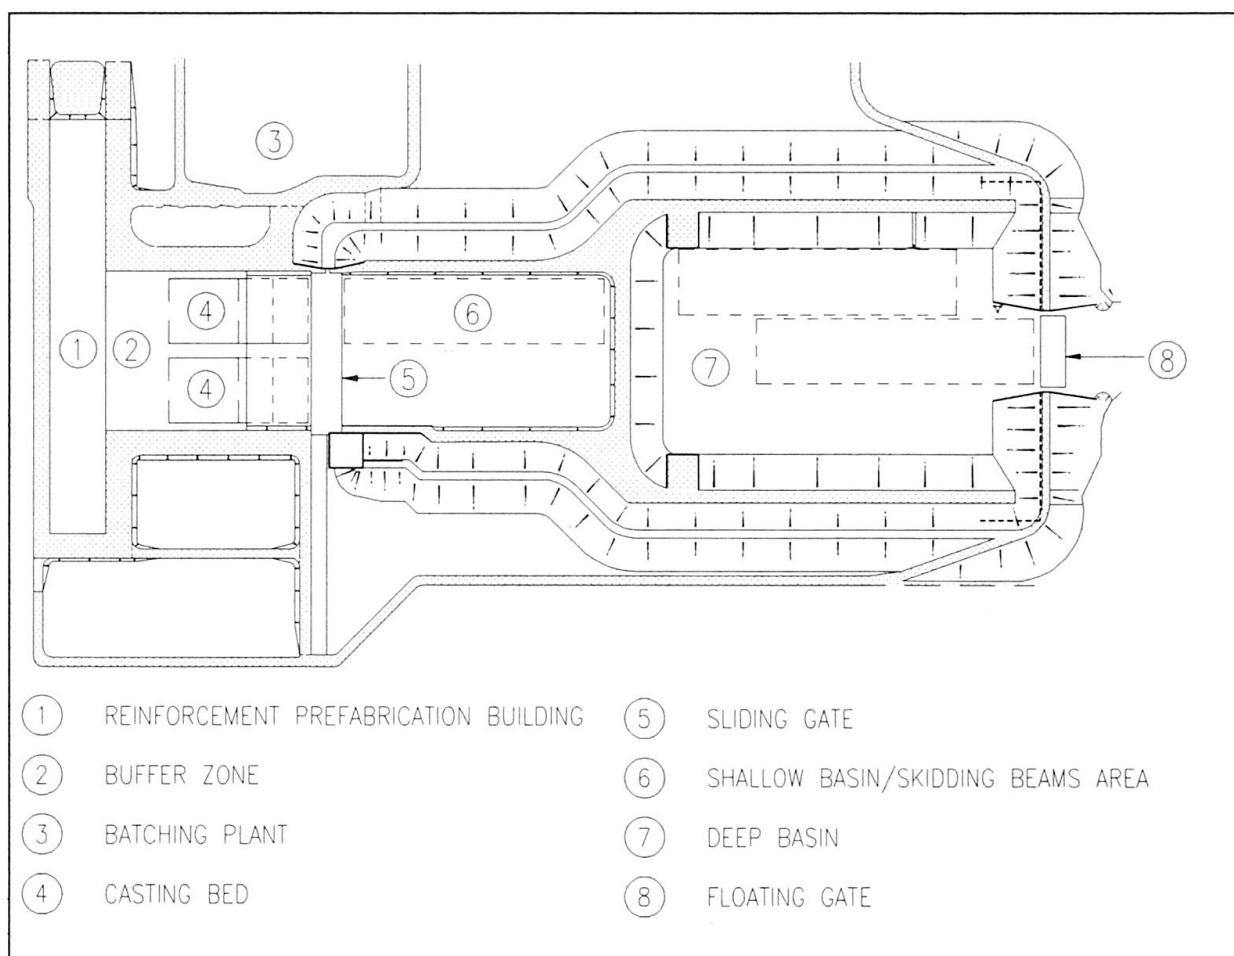 3
4
6
1
2
7
8
5
4
1 REINFORCEMENT PREFABRICATION BUILDING
2 BUFFER ZONE
3 BATCHING PLANT
4 CASTING BED
5 SLIDING GATE
6 SHALLOW BASIN/SKIDDING BEAMS AREA
7 DEEP BASIN
8 FLOATING GATE